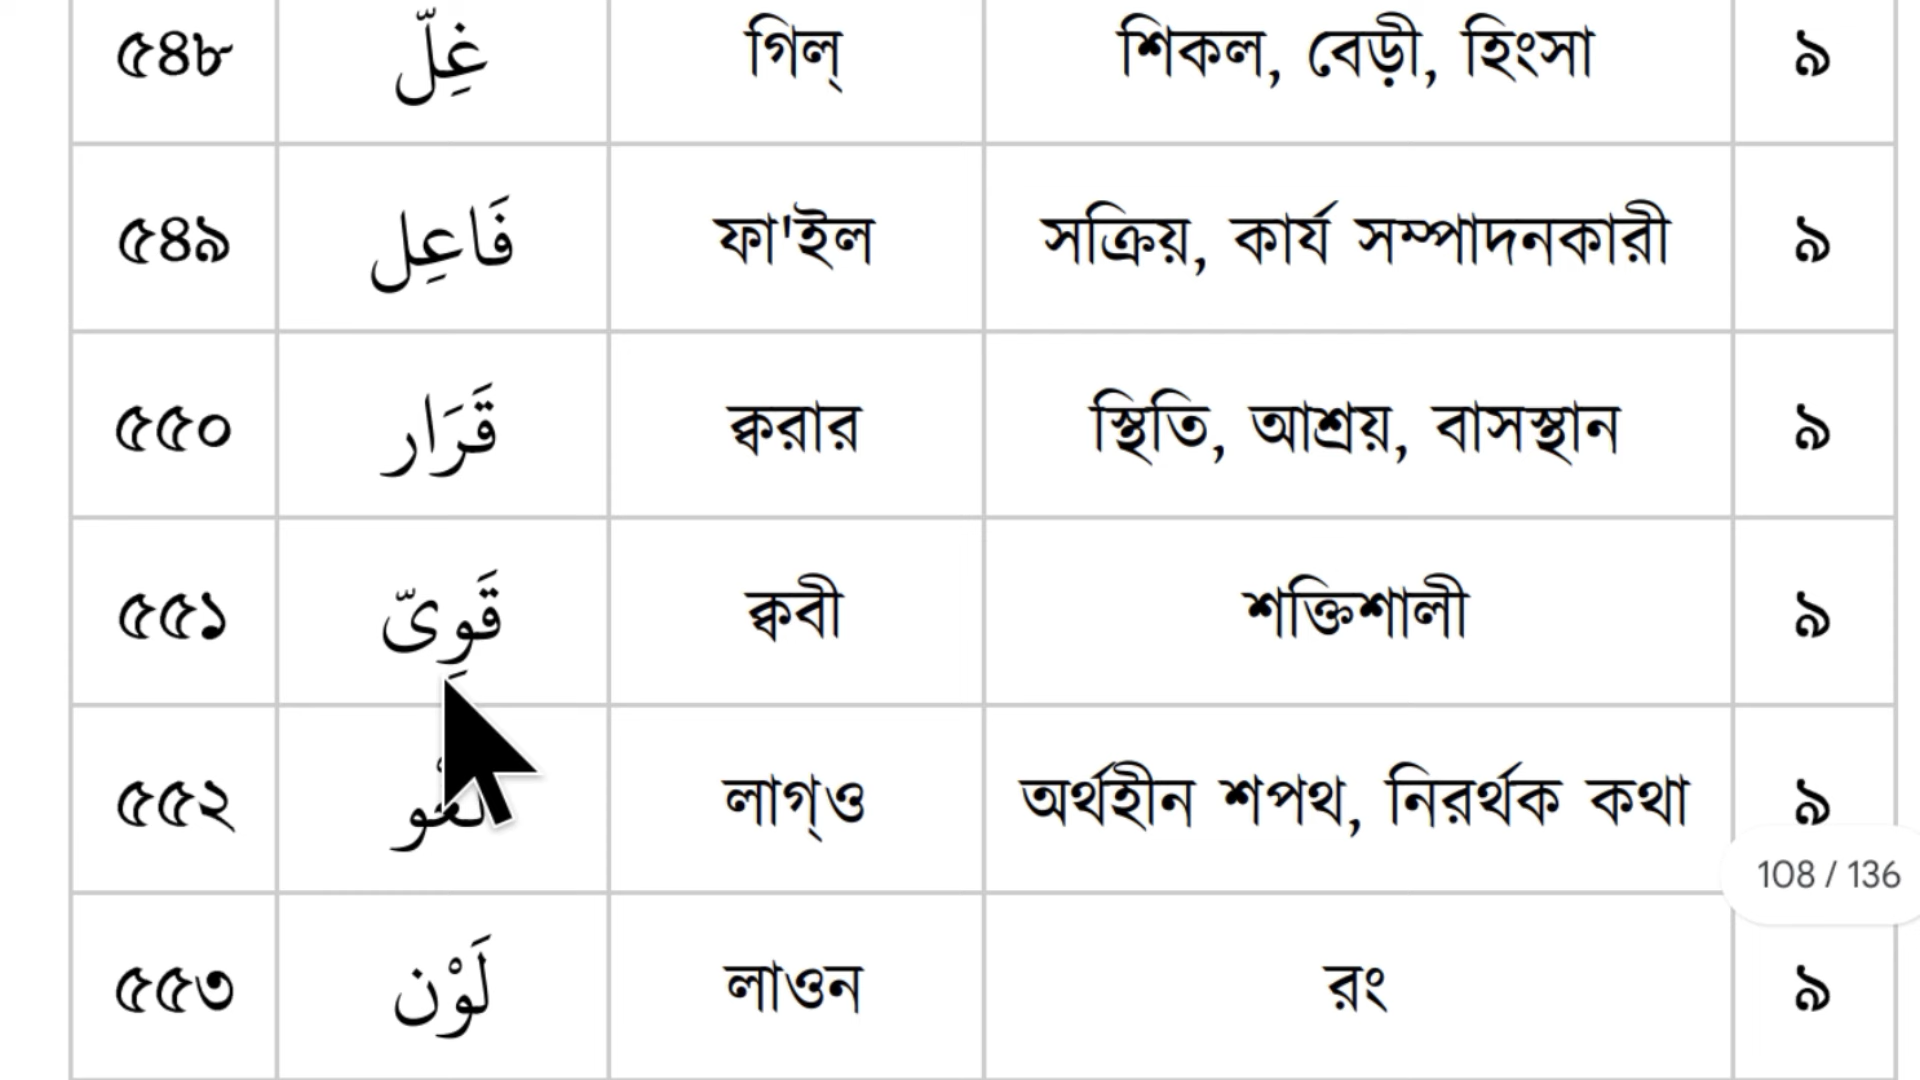 ৫৪৮ غِلّ গিল্ শিকল, বেড়ী, হিংসা ৯
৫৪৯ فَاعِل ফা'ইল সক্রিয়, কার্য সম্পাদনকারী ৯
৫৫০ قَرَار ক্বরার স্থিতি, আশ্রয়, বাসস্থান ৯
৫৫১ قَوِىّ ক্ববী শক্তিশালী ৯
৫৫২ লাগ্ও অর্থহীন শপথ, নিরর্থক কথা ৯
108 / 136
৫৫৩ لَوْن লাওন রং ৯